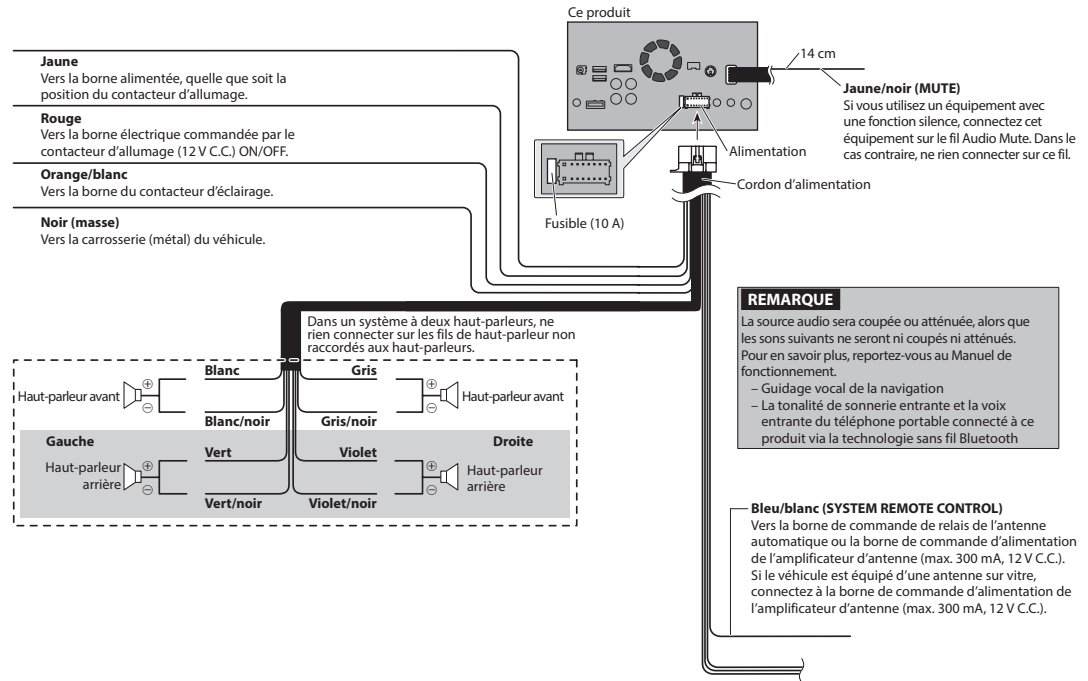 Ce produit
14 cm
Jaune/noir (MUTE)
Si vous utilisez un équipement avec
une fonction silence, connectez cet
équipement sur le fil Audio Mute. Dans le
cas contraire, ne rien connecter sur ce fil.
Alimentation
Cordon d'alimentation
Fusible (10 A)
Jaune
Vers la borne alimentée, quelle que soit la
position du contacteur d'allumage.
Rouge
Vers la borne électrique commandée par le
contacteur d'allumage (12 V C.C.) ON/OFF.
Orange/blanc
Vers la borne du contacteur d'éclairage.
Noir (masse)
Vers la carrosserie (métal) du véhicule.
Dans un système à deux haut-parleurs, ne
rien connecter sur les fils de haut-parleur non
raccordés aux haut-parleurs.
Blanc
Gris
Haut-parleur avant
⊕
⊖
⊕
⊖
Haut-parleur avant
Blanc/noir
Gris/noir
Gauche
Droite
Vert
Violet
Haut-parleur
arrière
⊕
⊖
⊕
⊖
Haut-parleur
arrière
Vert/noir
Violet/noir
REMARQUE
La source audio sera coupée ou atténuée, alors que
les sons suivants ne seront ni coupés ni atténués.
Pour en savoir plus, reportez-vous au Manuel de
fonctionnement.
– Guidage vocal de la navigation
– La tonalité de sonnerie entrante et la voix
entrante du téléphone portable connecté à ce
produit via la technologie sans fil Bluetooth
Bleu/blanc (SYSTEM REMOTE CONTROL)
Vers la borne de commande de relais de l'antenne
automatique ou la borne de commande d'alimentation
de l'amplificateur d'antenne (max. 300 mA, 12 V C.C.).
Si le véhicule est équipé d'une antenne sur vitre,
connectez à la borne de commande d'alimentation de
l'amplificateur d'antenne (max. 300 mA, 12 V C.C.).